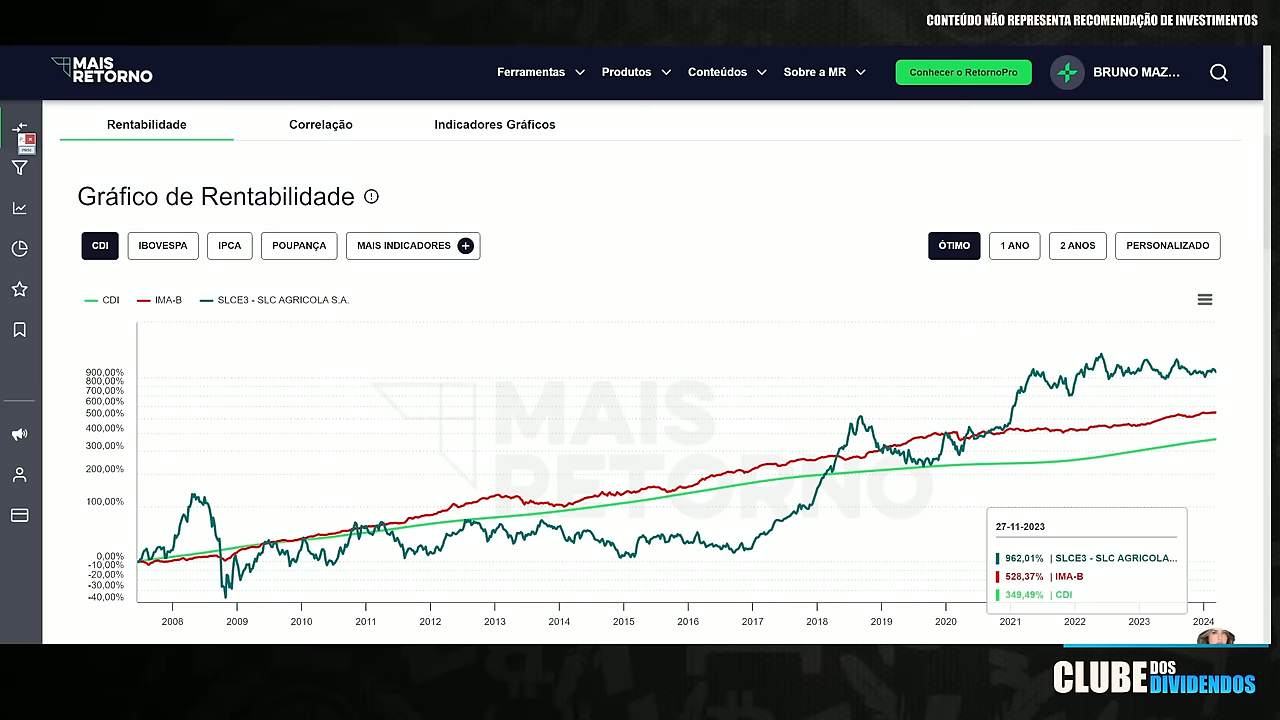 CONTEÚDO NÃO REPRESENTA RECOMENDAÇÃO DE INVESTIMENTOS
MAIS
RETORNO
Ferramentas
Produtos
Conteúdos
Sobre a MR
Conhecer o RetornoPro
BRUNO MAZ...
Rentabilidade
Correlação
Indicadores Gráficos
Gráfico de Rentabilidade
CDI
IBOVESPA
IPCA
POUPANÇA
MAIS INDICADORES
ÓTIMO
1 ANO
2 ANOS
PERSONALIZADO
CDI
IMA-B
SLCE3 - SLC AGRICOLA S.A.
MAIS
RETORNO
900,00%
800,00%
700,00%
600,00%
500,00%
400,00%
300,00%
200,00%
100,00%
0,00%
-10,00%
-20,00%
-30,00%
-40,00%
27-11-2023
962,01% | SLCE3 - SLC AGRICOLA...
528,37% | IMA-B
349,49% | CDI
2008 2009 2010 2011 2012 2013 2014 2015 2016 2017 2018 2019 2020 2021 2022 2023 2024
CLUBE DOS
DIVIDENDOS